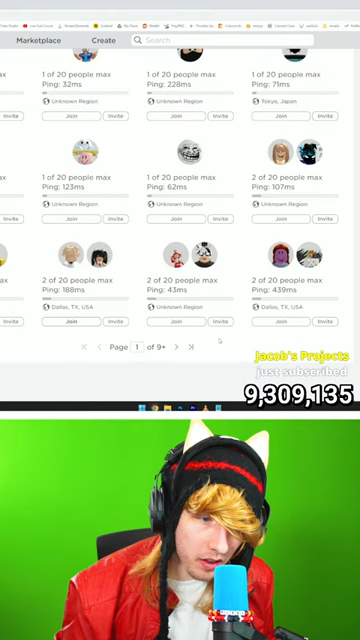 Marketplace Create Search
1 of 20 people max 1 of 20 people max 1 of 20 people max
Ping: 32ms Ping: 228ms Ping: 71ms
Unknown Region Unknown Region Tokyo, Japan
Invite Join Invite Join Invite Join Invite
1 of 20 people max 1 of 20 people max 2 of 20 people max
Ping: 123ms Ping: 62ms Ping: 107ms
Unknown Region Unknown Region Unknown Region
Invite Join Invite Join Invite Join Invite
2 of 20 people max 2 of 20 people max 2 of 20 people max
Ping: 188ms Ping: 43ms Ping: 439ms
Dallas, TX, USA Unknown Region Dallas, TX, USA
Invite Join Invite Join Invite Join Invite
Page 1 of 9+
Jacob's Projects
just subscribed
9,309,135